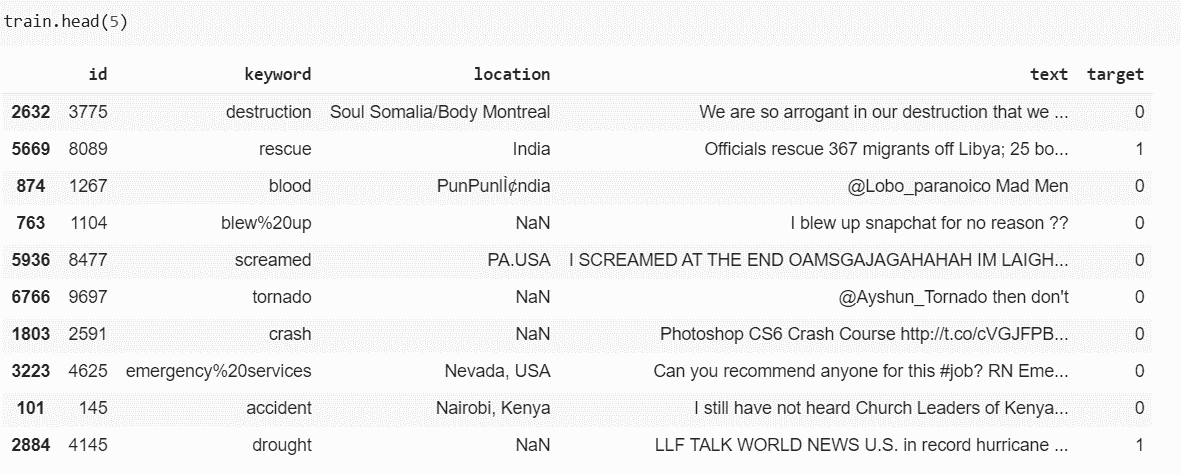 train.head(5)
id keyword location text target
2632 3775 destruction Soul Somalia/Body Montreal We are so arrogant in our destruction that we ... 0
5669 8089 rescue India Officials rescue 367 migrants off Libya; 25 bo... 1
874 1267 blood PunPunlÌ¢ndia @Lobo_paranoico Mad Men 0
763 1104 blew%20up NaN I blew up snapchat for no reason ?? 0
5936 8477 screamed PA.USA I SCREAMED AT THE END OAMSGAJAGAHAHAH IM LAIGH... 0
6766 9697 tornado NaN @Ayshun_Tornado then don't 0
1803 2591 crash NaN Photoshop CS6 Crash Course http://t.co/cVGJFPB... 0
3223 4625 emergency%20services Nevada, USA Can you recommend anyone for this #job? RN Eme... 0
101 145 accident Nairobi, Kenya I still have not heard Church Leaders of Kenya... 0
2884 4145 drought NaN LLF TALK WORLD NEWS U.S. in record hurricane ... 1